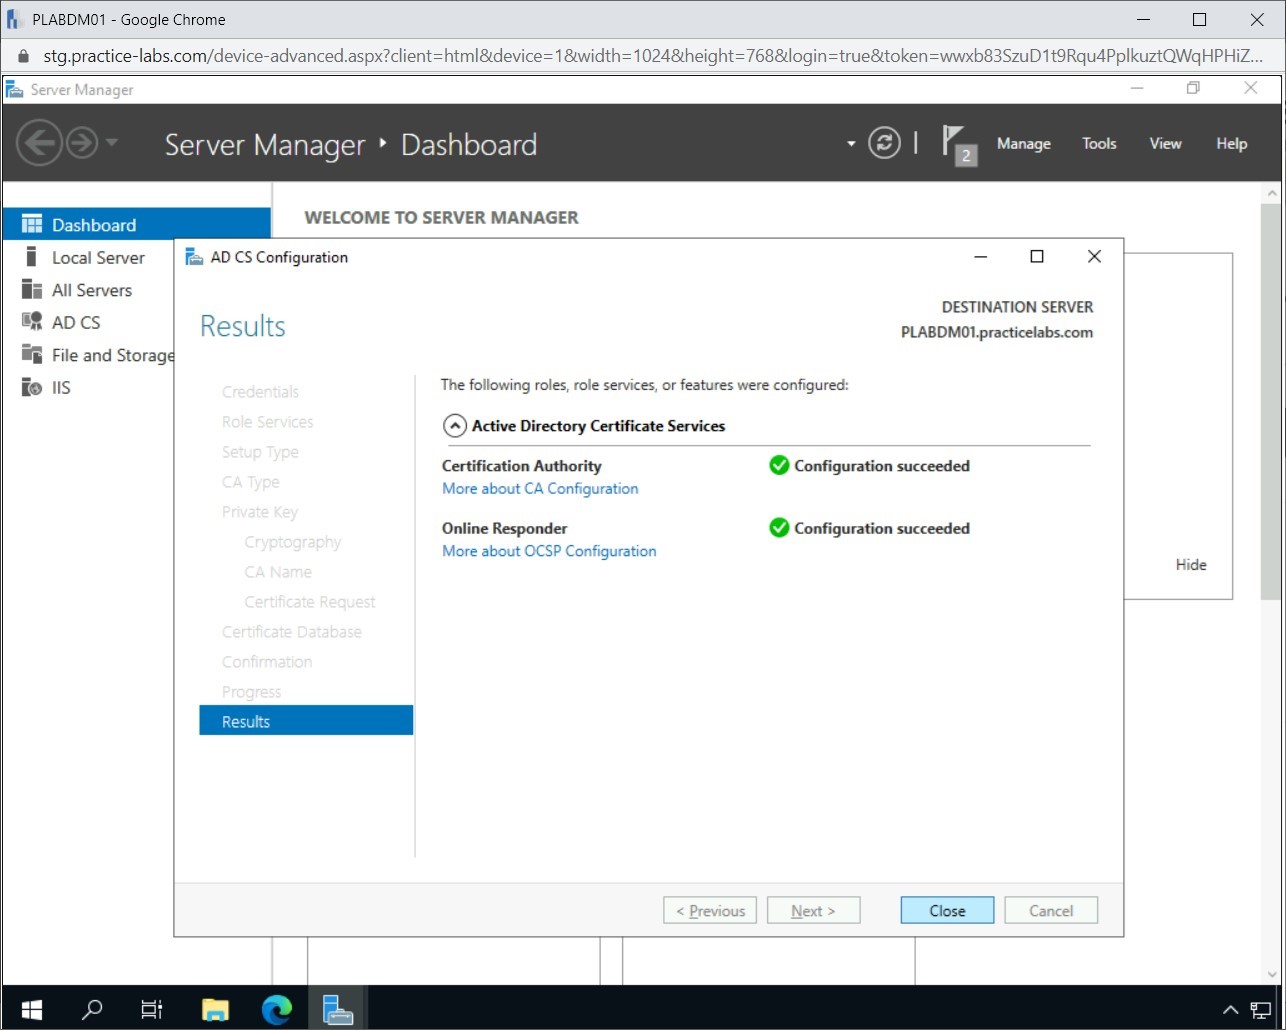 PLABDM01 - Google Chrome
stg.practice-labs.com/device-advanced.aspx?client=html&device=1&width=1024&height=768&login=true&token=wwxb83SzuD1t9Rqu4PplkuztQWqHPHiZ...
Server Manager
Server Manager Dashboard
2 Manage Tools View Help
Dashboard
Local Server
All Servers
AD CS
File and Storage
IIS
WELCOME TO SERVER MANAGER
AD CS Configuration
Results
DESTINATION SERVER
PLABDM01.practicelabs.com
Credentials
Role Services
Setup Type
CA Type
Private Key
Cryptography
CA Name
Certificate Request
Certificate Database
Confirmation
Progress
Results
The following roles, role services, or features were configured:
Active Directory Certificate Services
Certification Authority Configuration succeeded
More about CA Configuration
Online Responder Configuration succeeded
More about OCSP Configuration
Hide
< Previous Next > Close Cancel